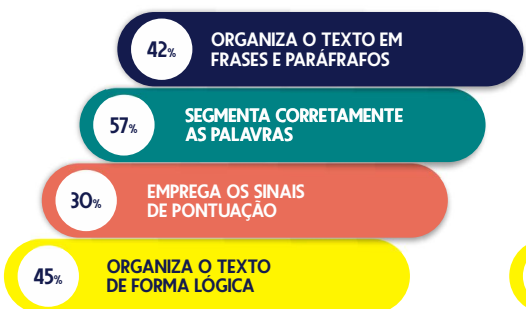 42%
ORGANIZA O TEXTO EM
FRASES E PARÁFRAFOS
57%
SEGMENTA CORRETAMENTE
AS PALAVRAS
30%
EMPREGA OS SINAIS
DE PONTUAÇÃO
45%
ORGANIZA O TEXTO
DE FORMA LÓGICA